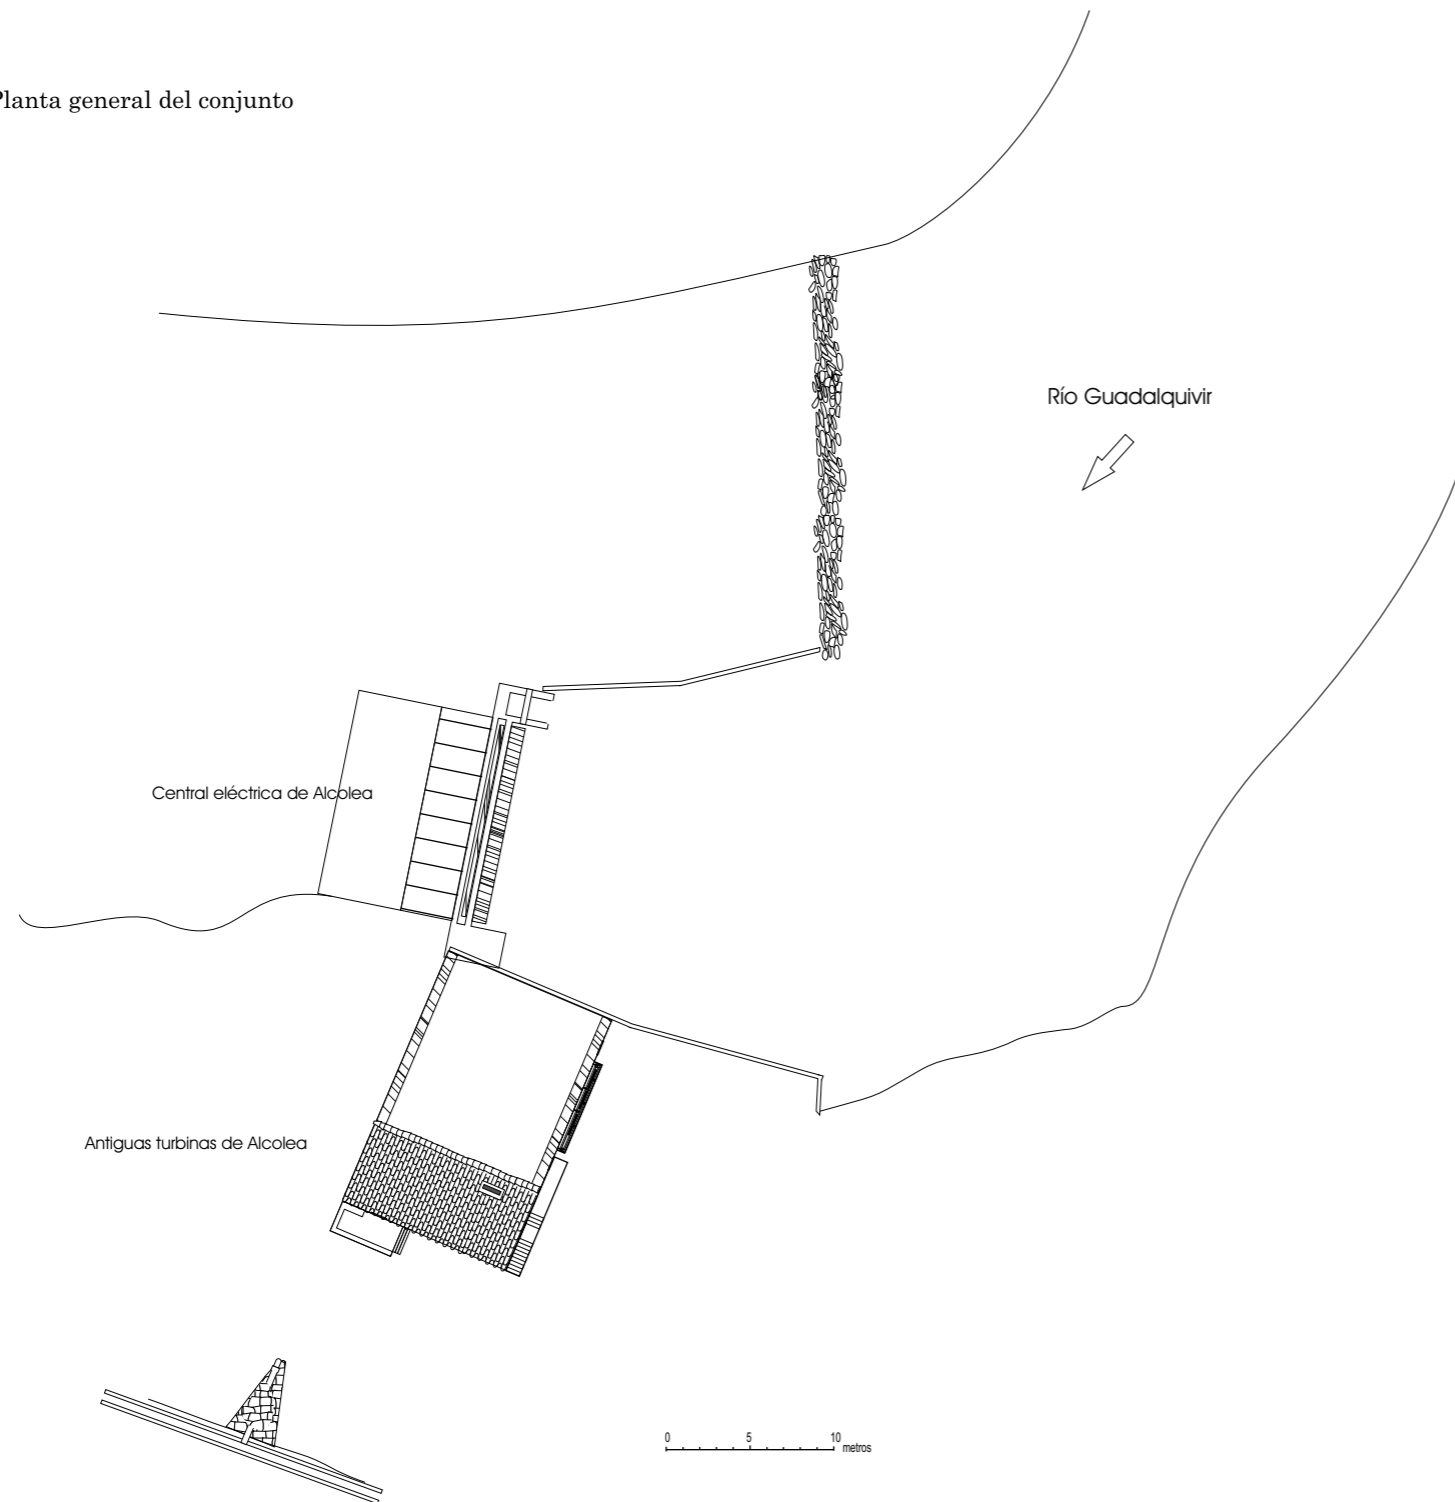 Planta general del conjunto
Río Guadalquivir
Central eléctrica de Alcolea
Antiguas turbinas de Alcolea
0 5 10
metros